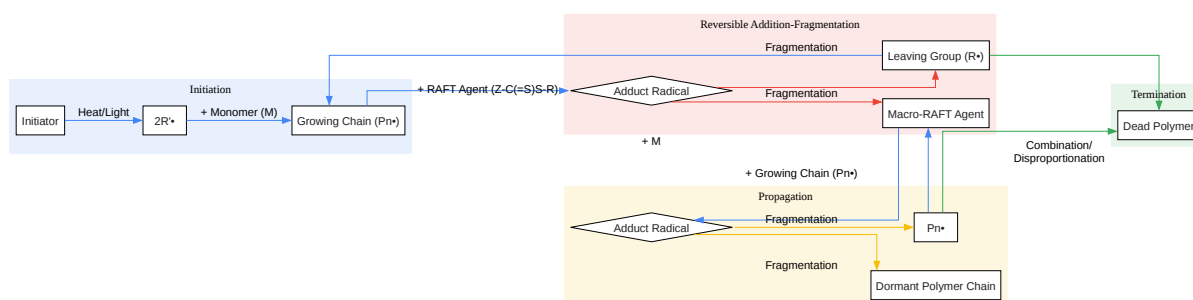 Reversible Addition-Fragmentation
Fragmentation
Leaving Group (R•)
Initiation
+ RAFT Agent (Z-C(=S)S-R)
Adduct Radical
Fragmentation
Termination
Heat/Light
+ Monomer (M)
Initiator
2R'•
Growing Chain (Pn•)
Macro-RAFT Agent
Dead Polymer
+ M
Combination/
Disproportionation
+ Growing Chain (Pn•)
Propagation
Fragmentation
Adduct Radical
Pn•
Fragmentation
Dormant Polymer Chain